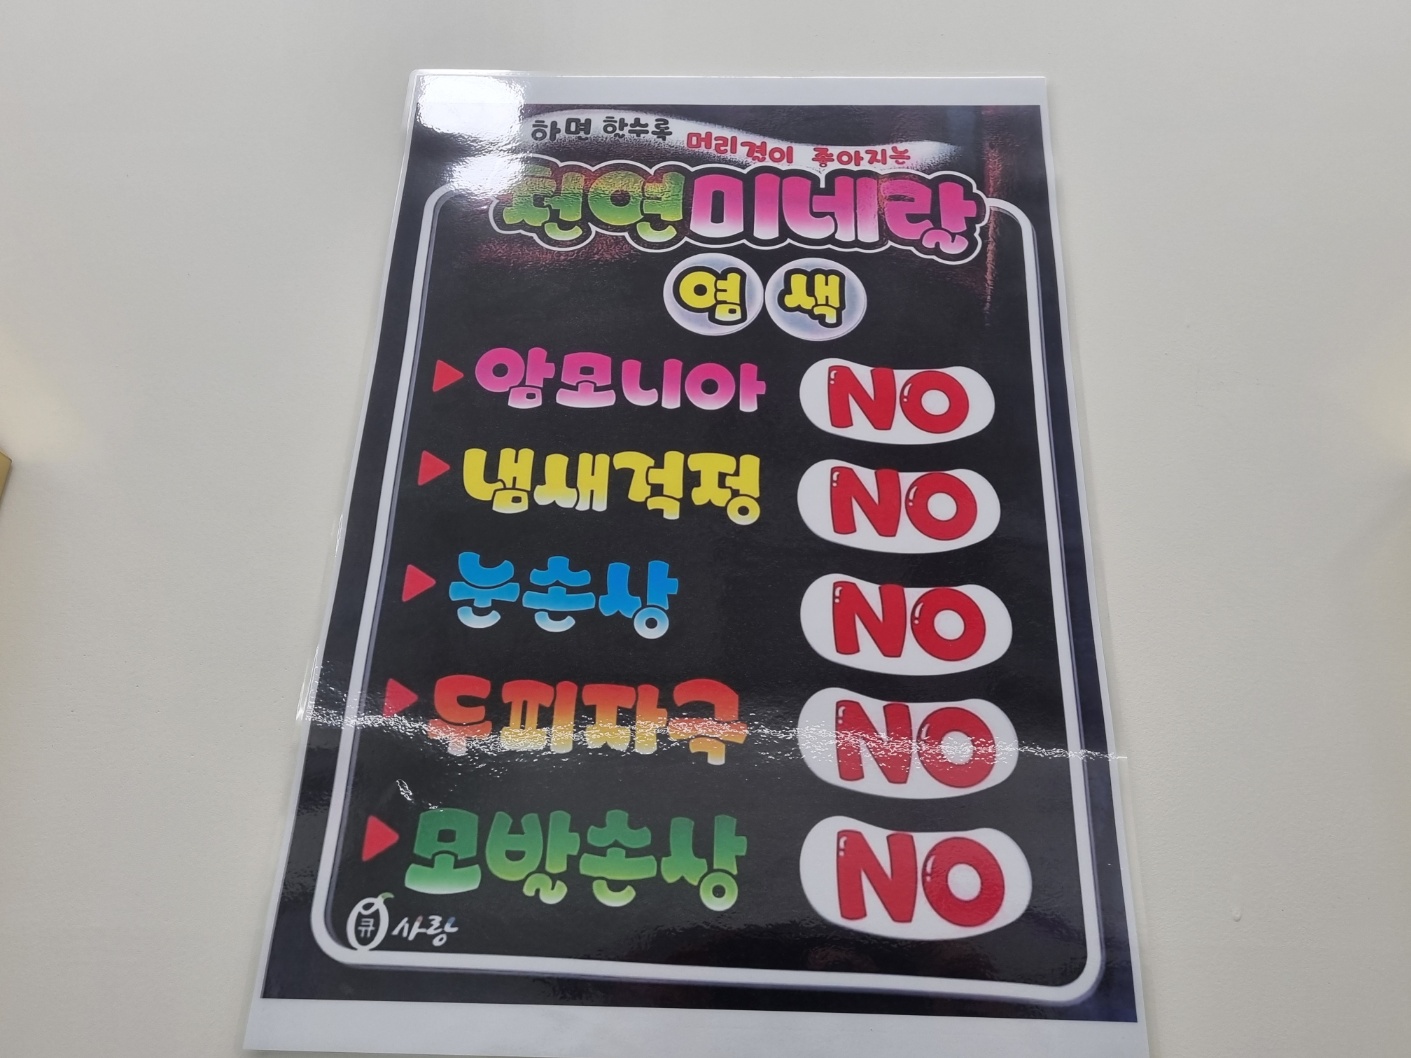 하면 할수록 머리결이 좋아지는
천연미네랄
염색
▶암모니아 NO
▶냄새걱정 NO
▶눈손상 NO
▶두피자극 NO
▶모발손상 NO
큐 사랑